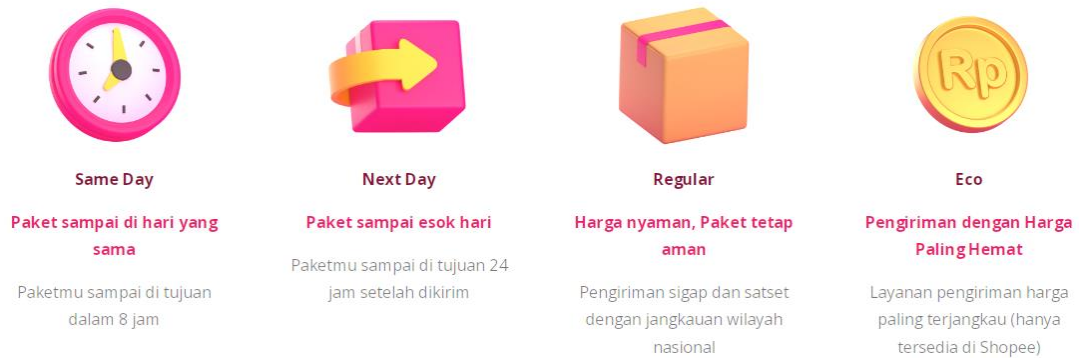 Rp
Same Day
Paket sampai di hari yang
sama
Paketmu sampai di tujuan
dalam 8 jam
Next Day
Paket sampai esok hari
Paketmu sampai di tujuan 24
jam setelah dikirim
Regular
Harga nyaman, Paket tetap
aman
Pengiriman sigap dan satset
dengan jangkauan wilayah
nasional
Eco
Pengiriman dengan Harga
Paling Hemat
Layanan pengiriman harga
paling terjangkau (hanya
tersedia di Shopee)